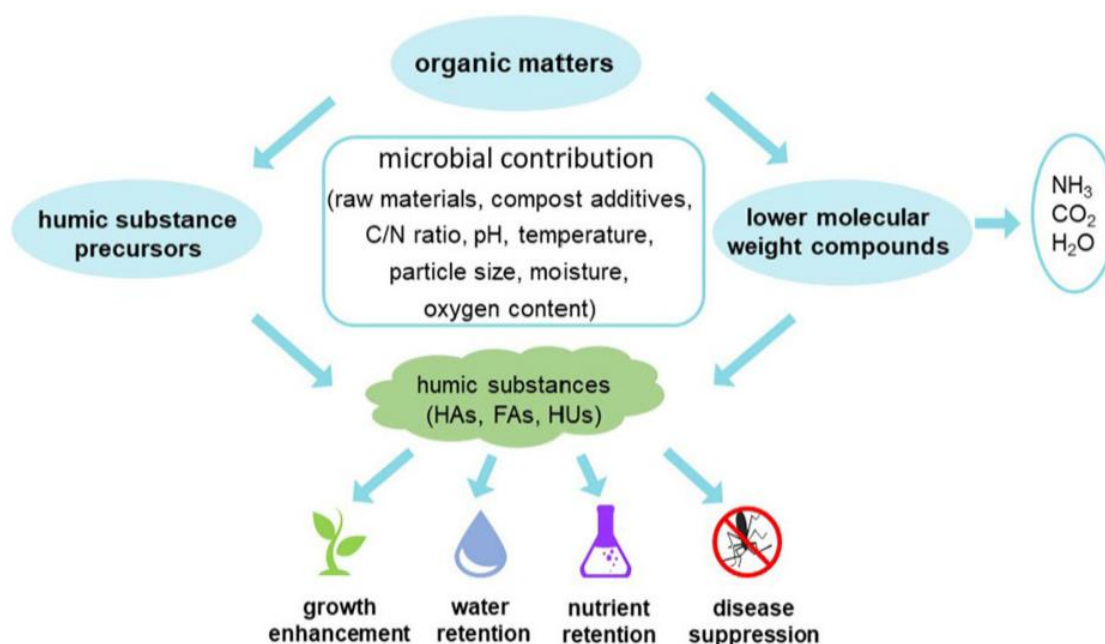 organic matters
microbial contribution
(raw materials, compost additives,
C/N ratio, pH, temperature,
particle size, moisture,
oxygen content)
humic substance
precursors
lower molecular
weight compounds
NH₃
CO₂
H₂O
humic substances
(HAs, FAs, HUs)
growth
enhancement
water
retention
nutrient
retention
disease
suppression